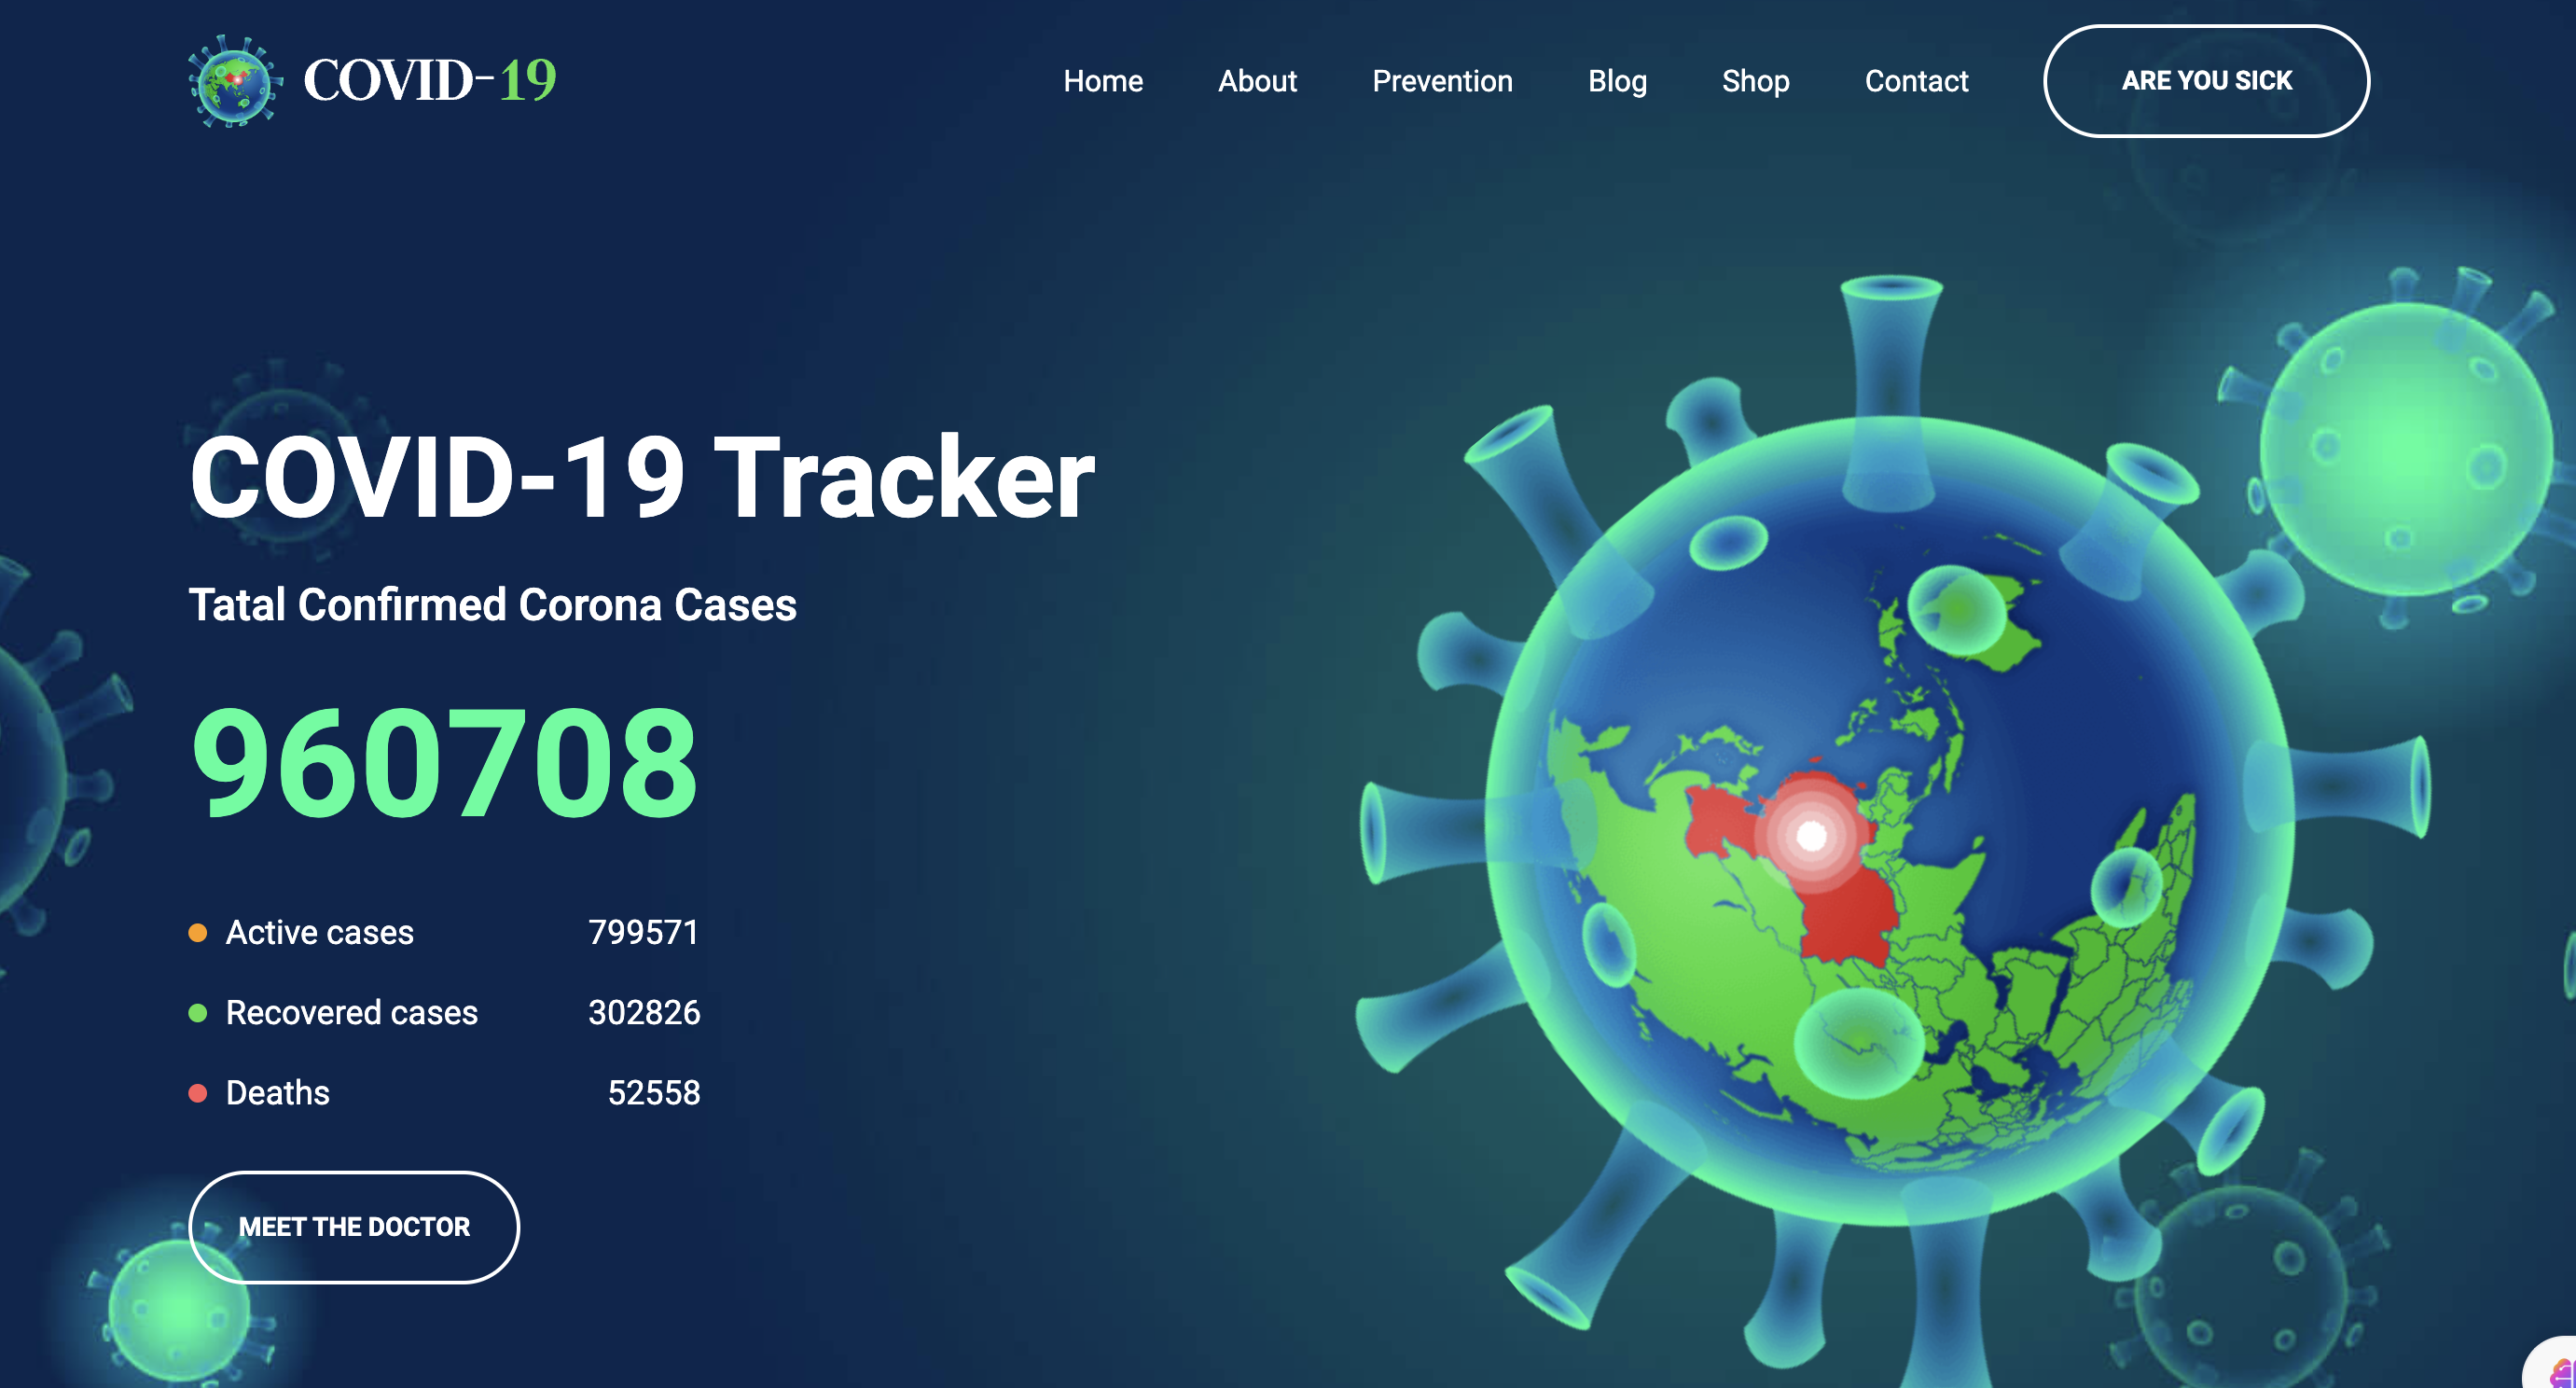 COVID-19
Home About Prevention Blog Shop Contact ARE YOU SICK
COVID-19 Tracker
Tatal Confirmed Corona Cases
960708
Active cases 799571
Recovered cases 302826
Deaths 52558
MEET THE DOCTOR